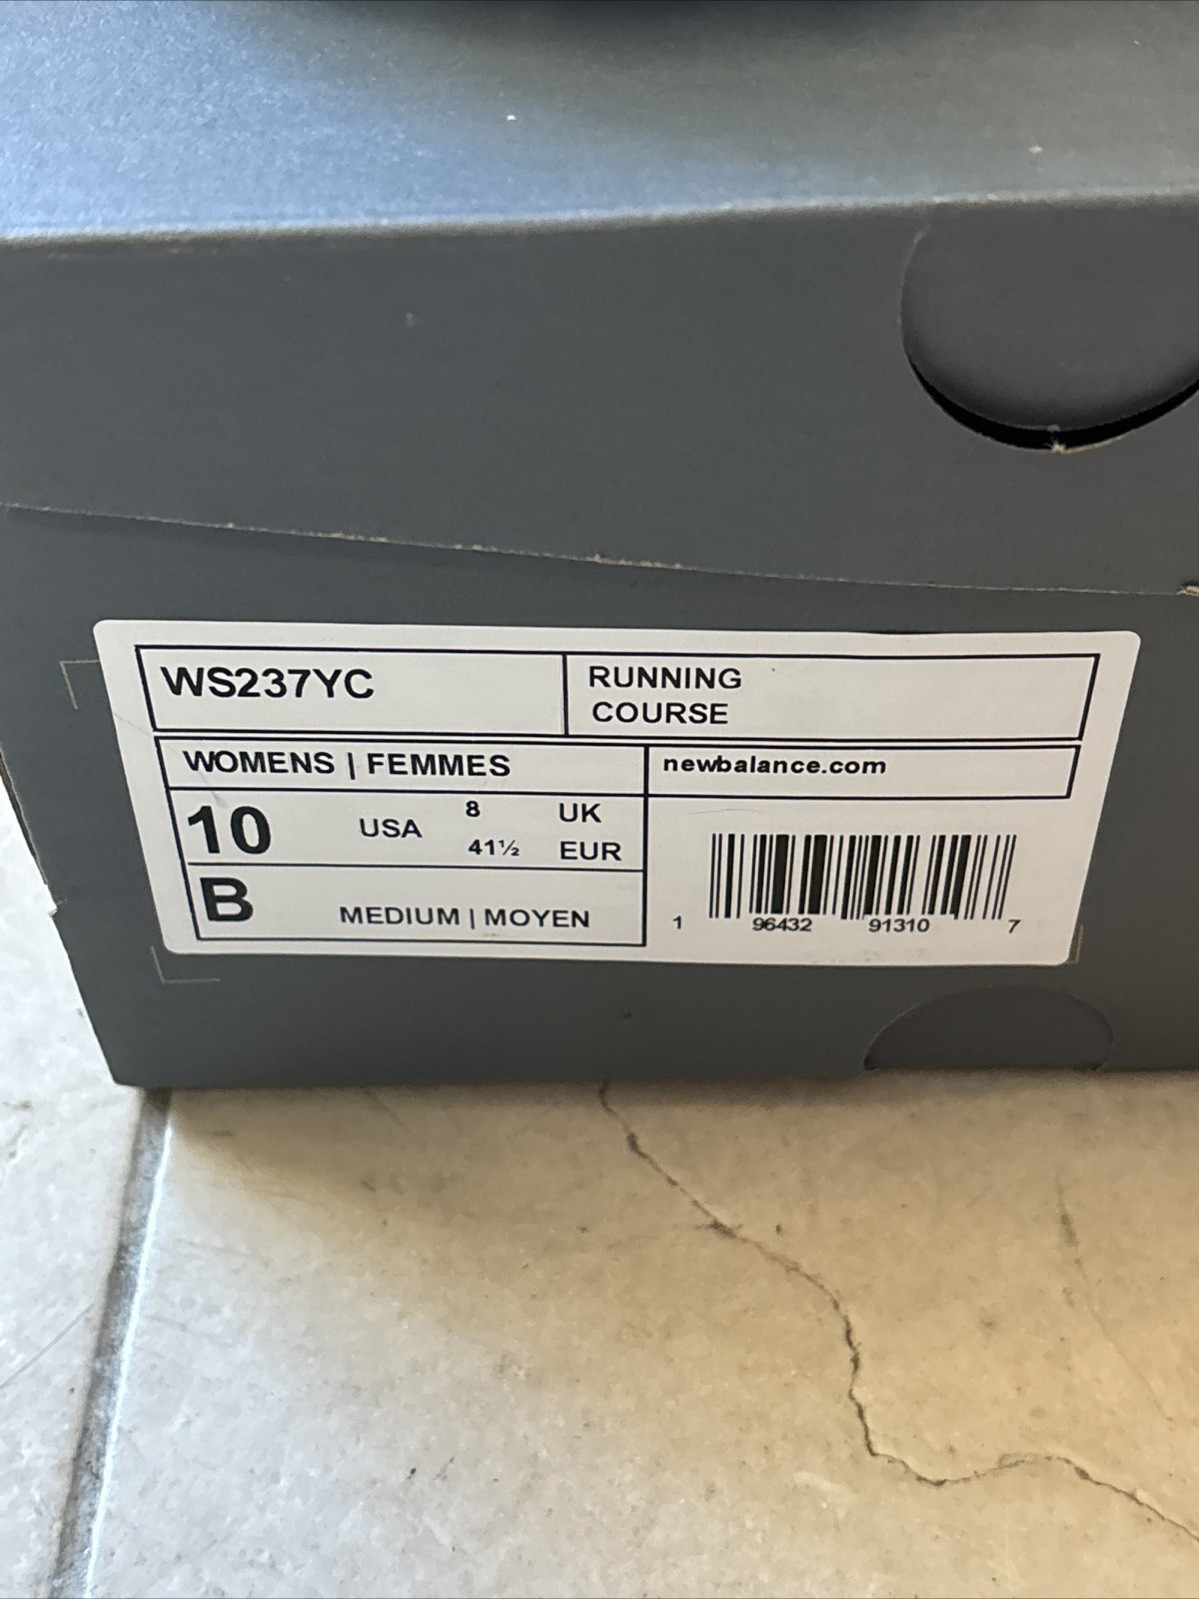 WS237YC
RUNNING
COURSE
WOMENS | FEMMES
newbalance.com
10 USA 8 UK
41½ EUR
B MEDIUM | MOYEN
1 96432 91310 7